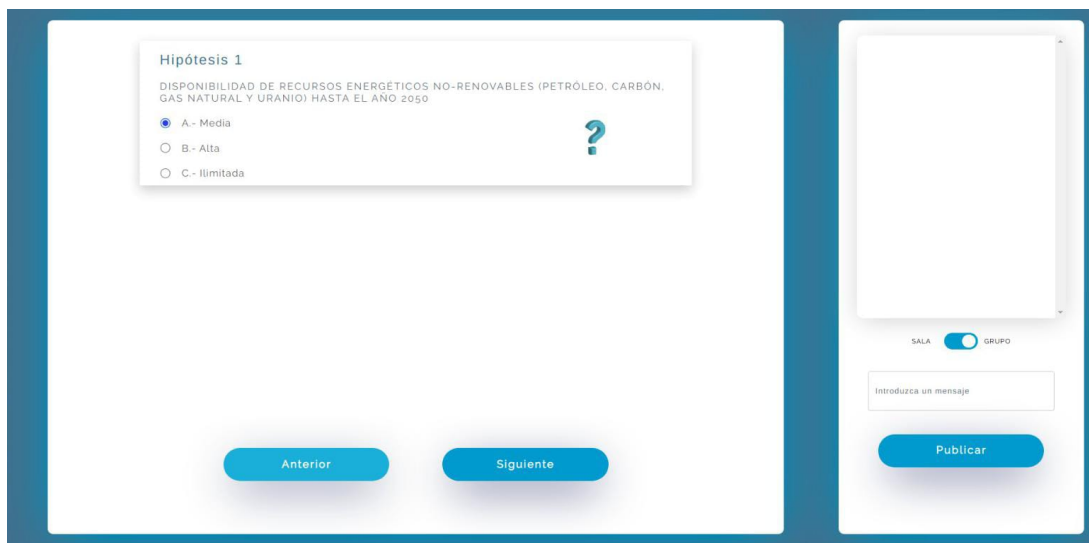 Hipótesis 1
DISPONIBILIDAD DE RECURSOS ENERGÉTICOS NO-RENOVABLES (PETRÓLEO, CARBÓN,
GAS NATURAL Y URANIO) HASTA EL AÑO 2050
A.- Media
B.- Alta
C.- Ilimitada
Anterior
Siguiente
SALA
GRUPO
Introduzca un mensaje
Publicar